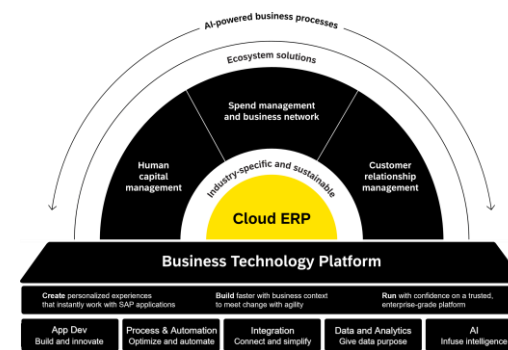 AI-powered business processes
Ecosystem solutions
Spend management
and business network
Human
capital
management
Customer
relationship
management
Industry-specific and sustainable
Cloud ERP
Business Technology Platform
Create personalized experiences
that instantly work with SAP applications
Build faster with business context
to meet change with agility
Run with confidence on a trusted,
enterprise-grade platform
App Dev
Build and innovate
Process & Automation
Optimize and automate
Integration
Connect and simplify
Data and Analytics
Give data purpose
AI
Infuse intelligence